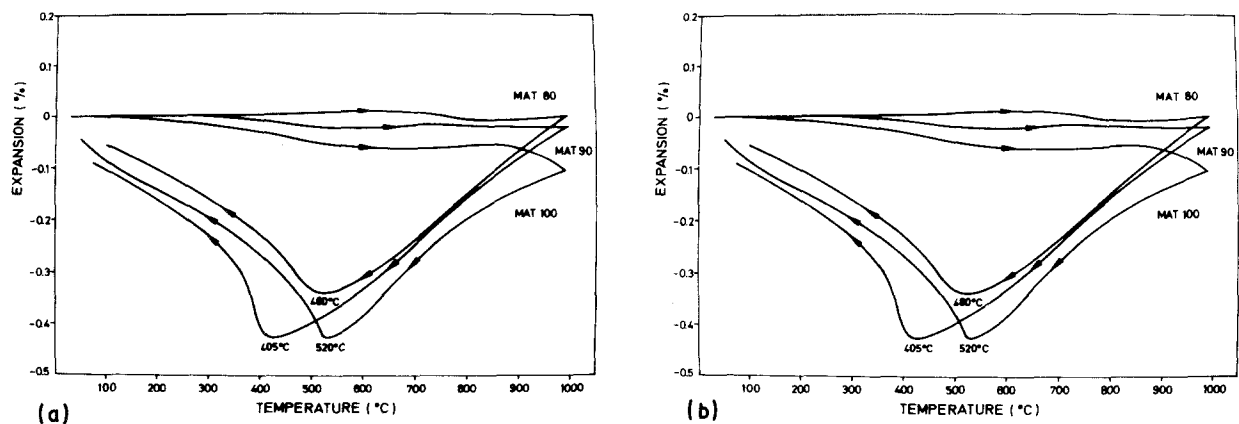 0.2
0.1
0
-0.1
-0.2
-0.3
-0.4
-0.5
EXPANSION (°/•)
MAT 80
MAT 90
MAT 100
480°C
405°C
520°C
100 200 300 400 500 600 700 800 900 1000
TEMPERATURE (°C)
(a)
0.2
0.1
0
-0.1
-0.2
-0.3
-0.4
-0.5
EXPANSION (°/•)
MAT 80
MAT 90
MAT 100
480°C
405°C
520°C
100 200 300 400 500 600 700 800 900 1000
TEMPERATURE (°C)
(b)